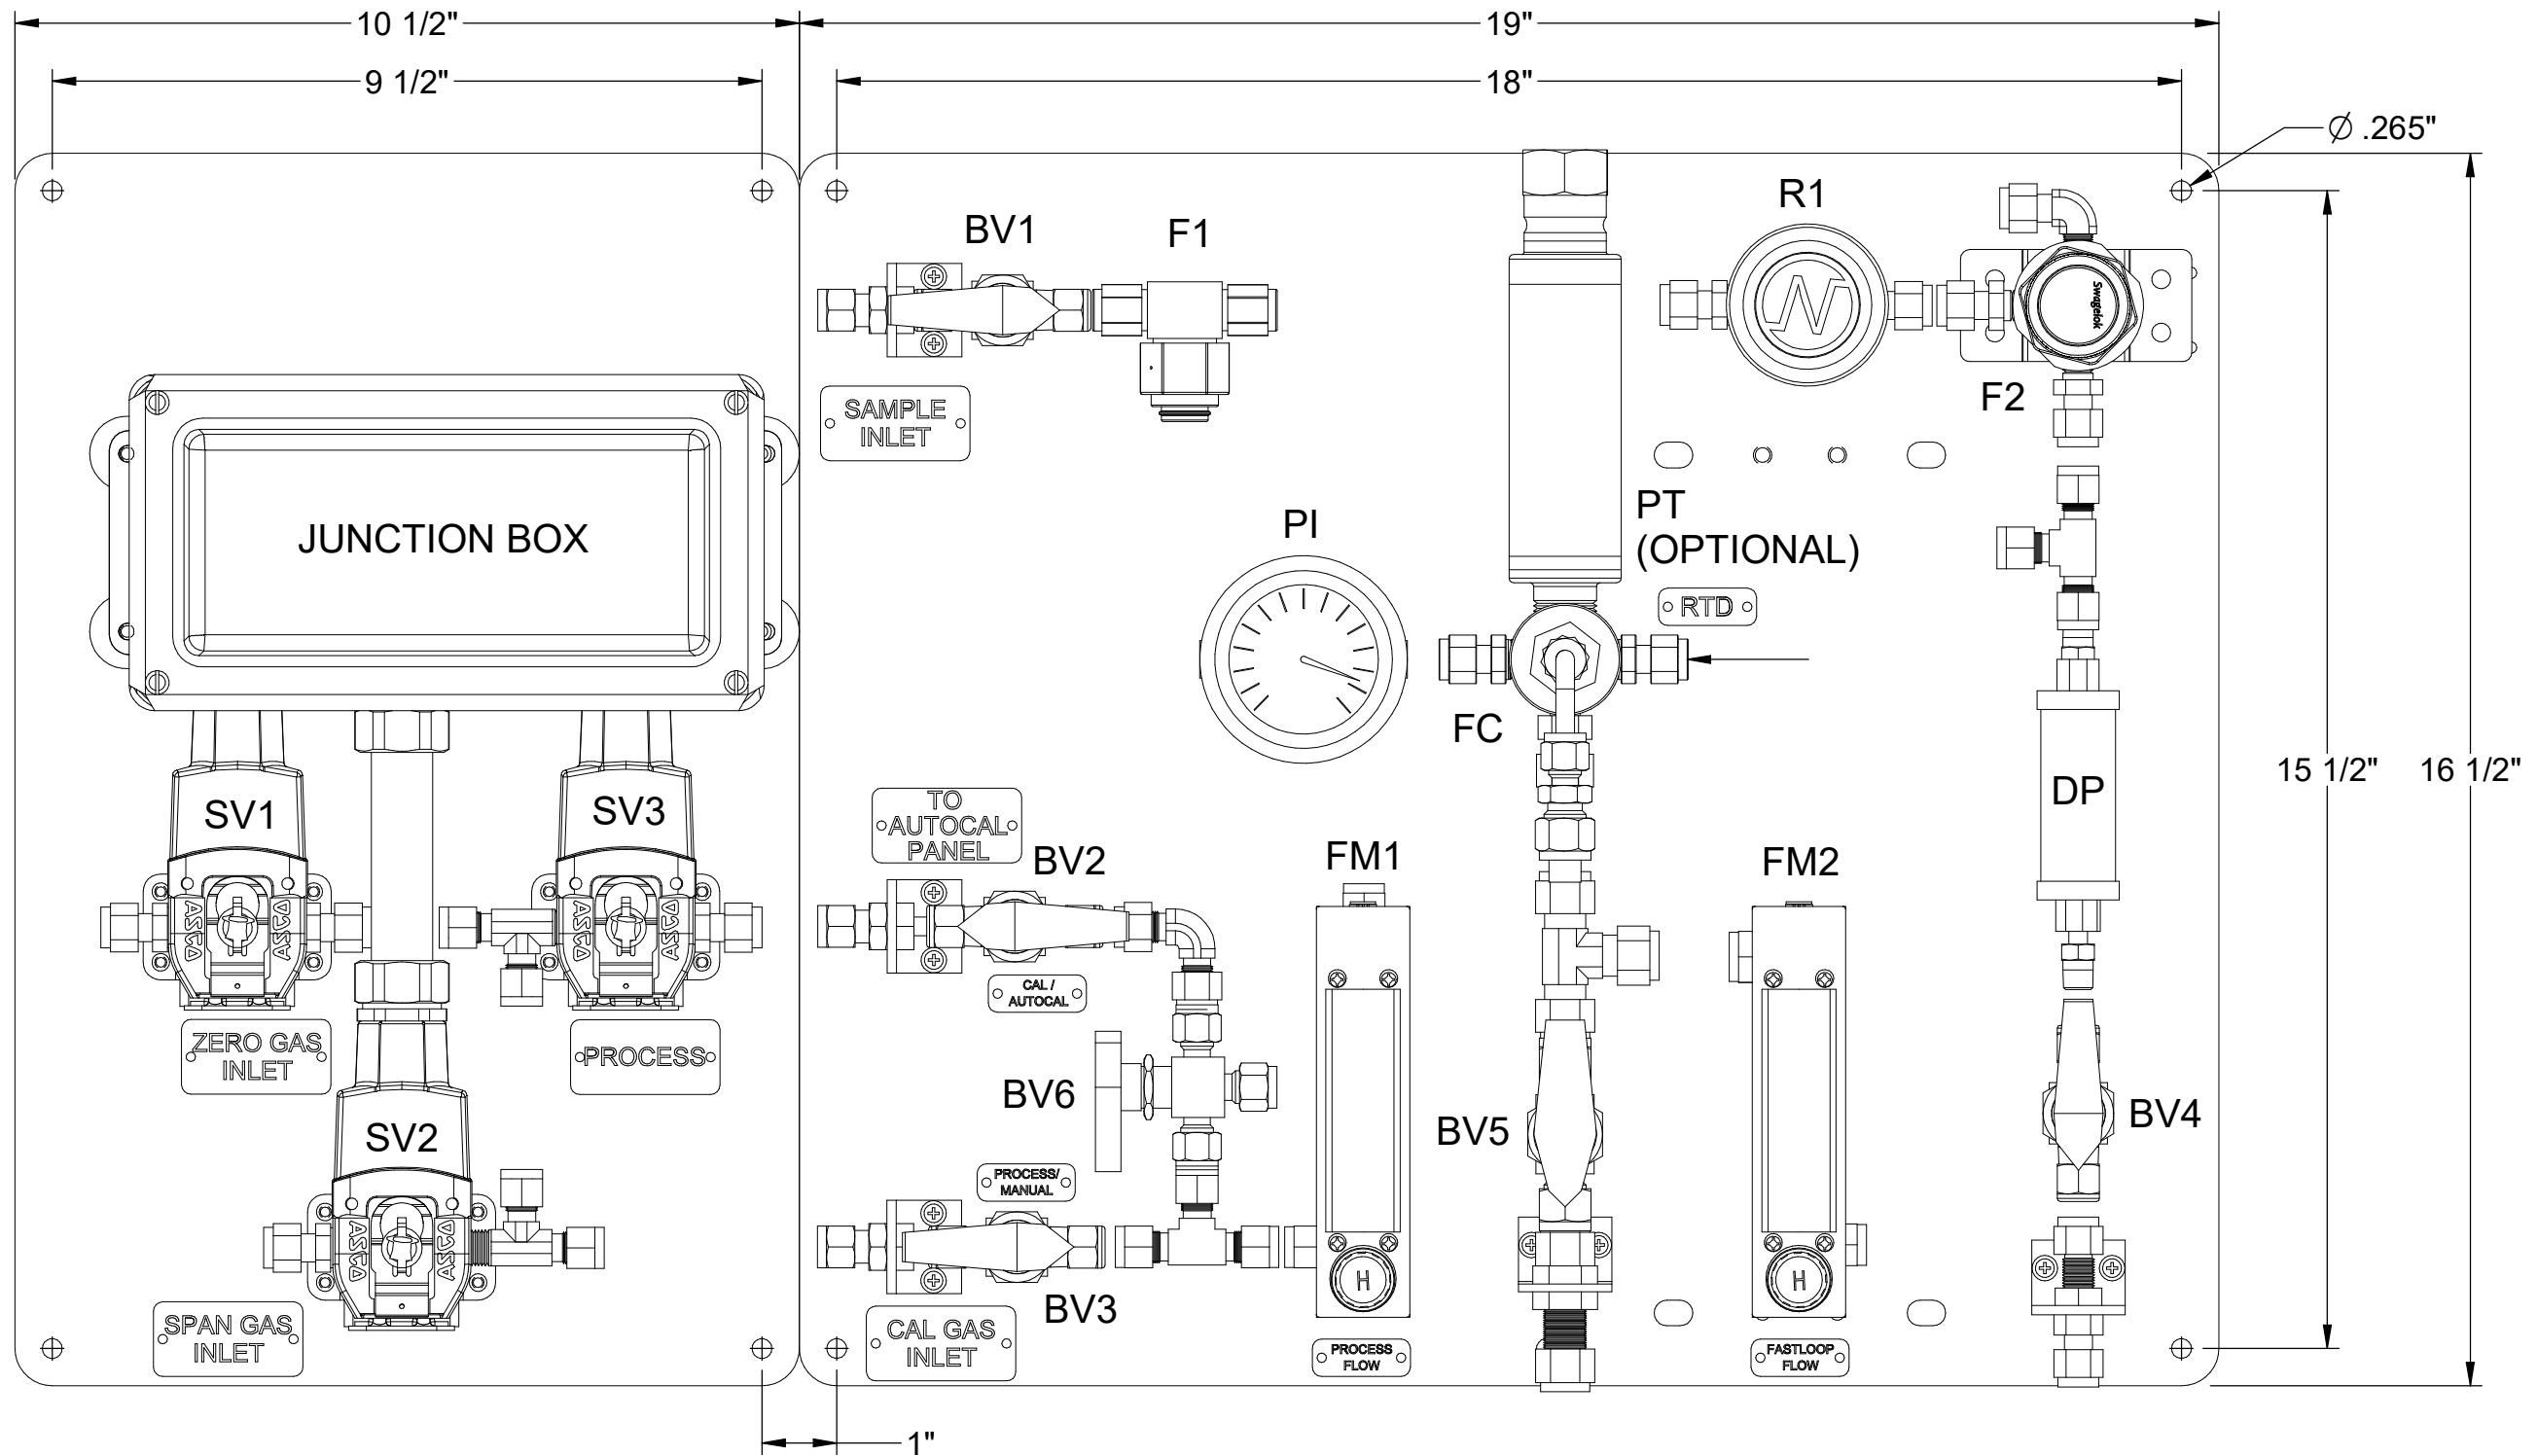 10 1/2"
19"
9 1/2"
18"
Ø .265"
R1
BV1
F1
Swagelok
F2
SAMPLE
INLET
JUNCTION BOX
PI
PT
(OPTIONAL)
RTD
FC
15 1/2"
16 1/2"
SV1
SV3
TO
AUTOCAL
PANEL
DP
BV2
FM1
FM2
ASCO
ASCO
ASCO
ASCO
CAL /
AUTOCAL
ZERO GAS
INLET
PROCESS
BV6
BV5
BV4
SV2
PROCESS/
MANUAL
ASCO
ASCO
H
H
BV3
SPAN GAS
INLET
CAL GAS
INLET
PROCESS
FLOW
FASTLOOP
FLOW
1"